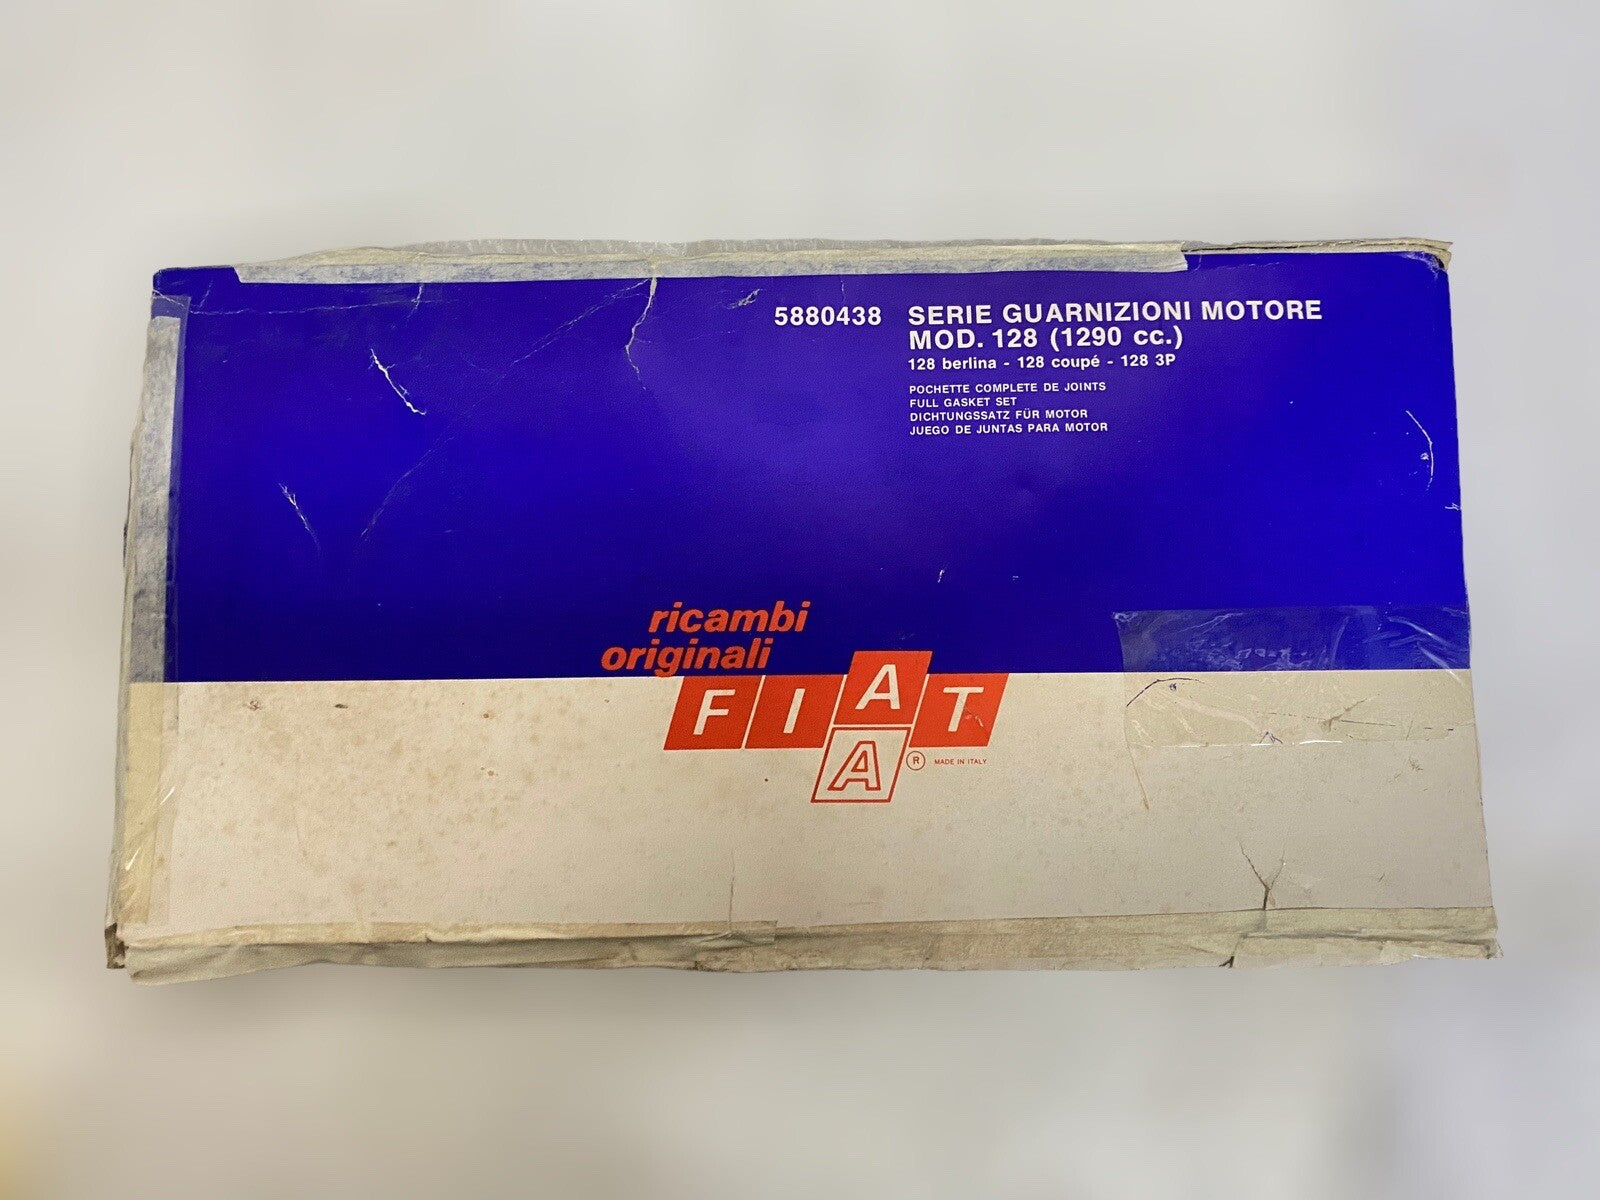 5880438 SERIE GUARNIZIONI MOTORE
MOD. 128 (1290 cc.)
128 berlina - 128 coupé - 128 3P
POCHETTE COMPLETE DE JOINTS
FULL GASKET SET
DICHTUNGSSATZ FÜR MOTOR
JUEGO DE JUNTAS PARA MOTOR
ricambi
originali
FIAT
A ® MADE IN ITALY